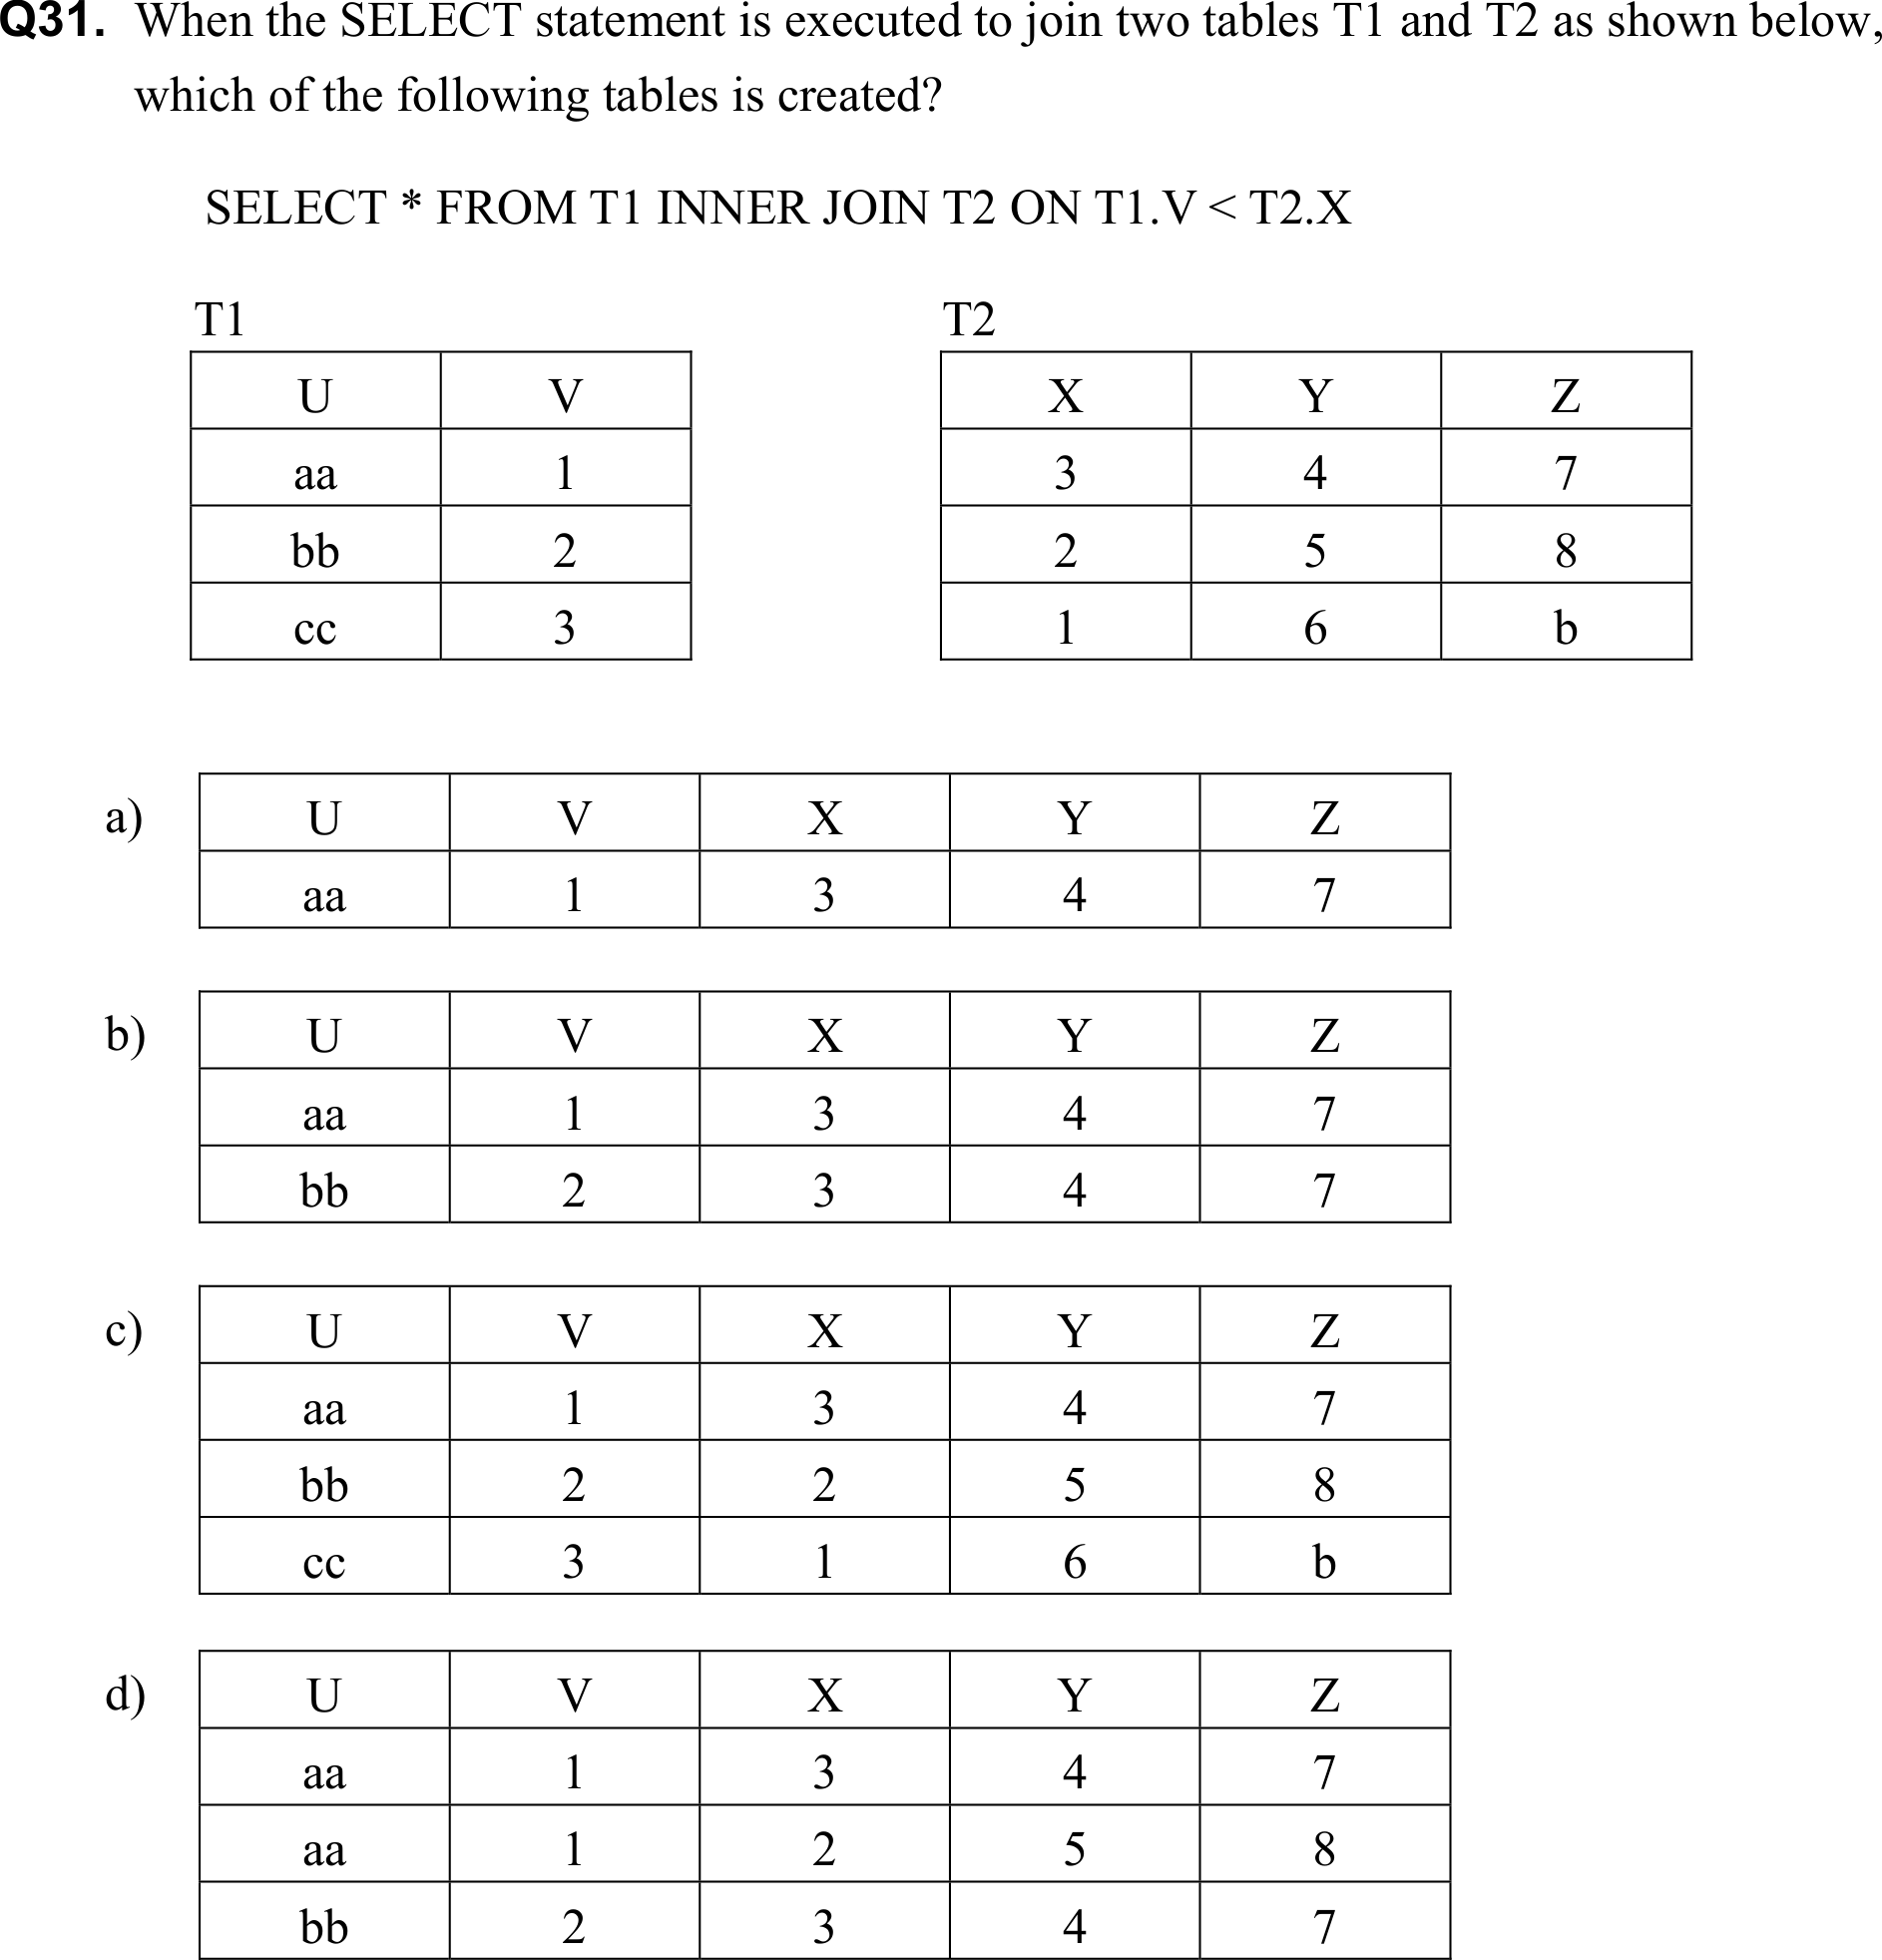 Q31. When the SELECT statement is executed to join two tables T1 and T2 as shown below,
which of the following tables is created?
SELECT * FROM T1 INNER JOIN T2 ON T1.V < T2.X
T1
U V
aa 1
bb 2
cc 3
T2
X Y Z
3 4 7
2 5 8
1 6 b
a)
U V X Y Z
aa 1 3 4 7
b)
U V X Y Z
aa 1 3 4 7
bb 2 3 4 7
c)
U V X Y Z
aa 1 3 4 7
bb 2 2 5 8
cc 3 1 6 b
d)
U V X Y Z
aa 1 3 4 7
aa 1 2 5 8
bb 2 3 4 7